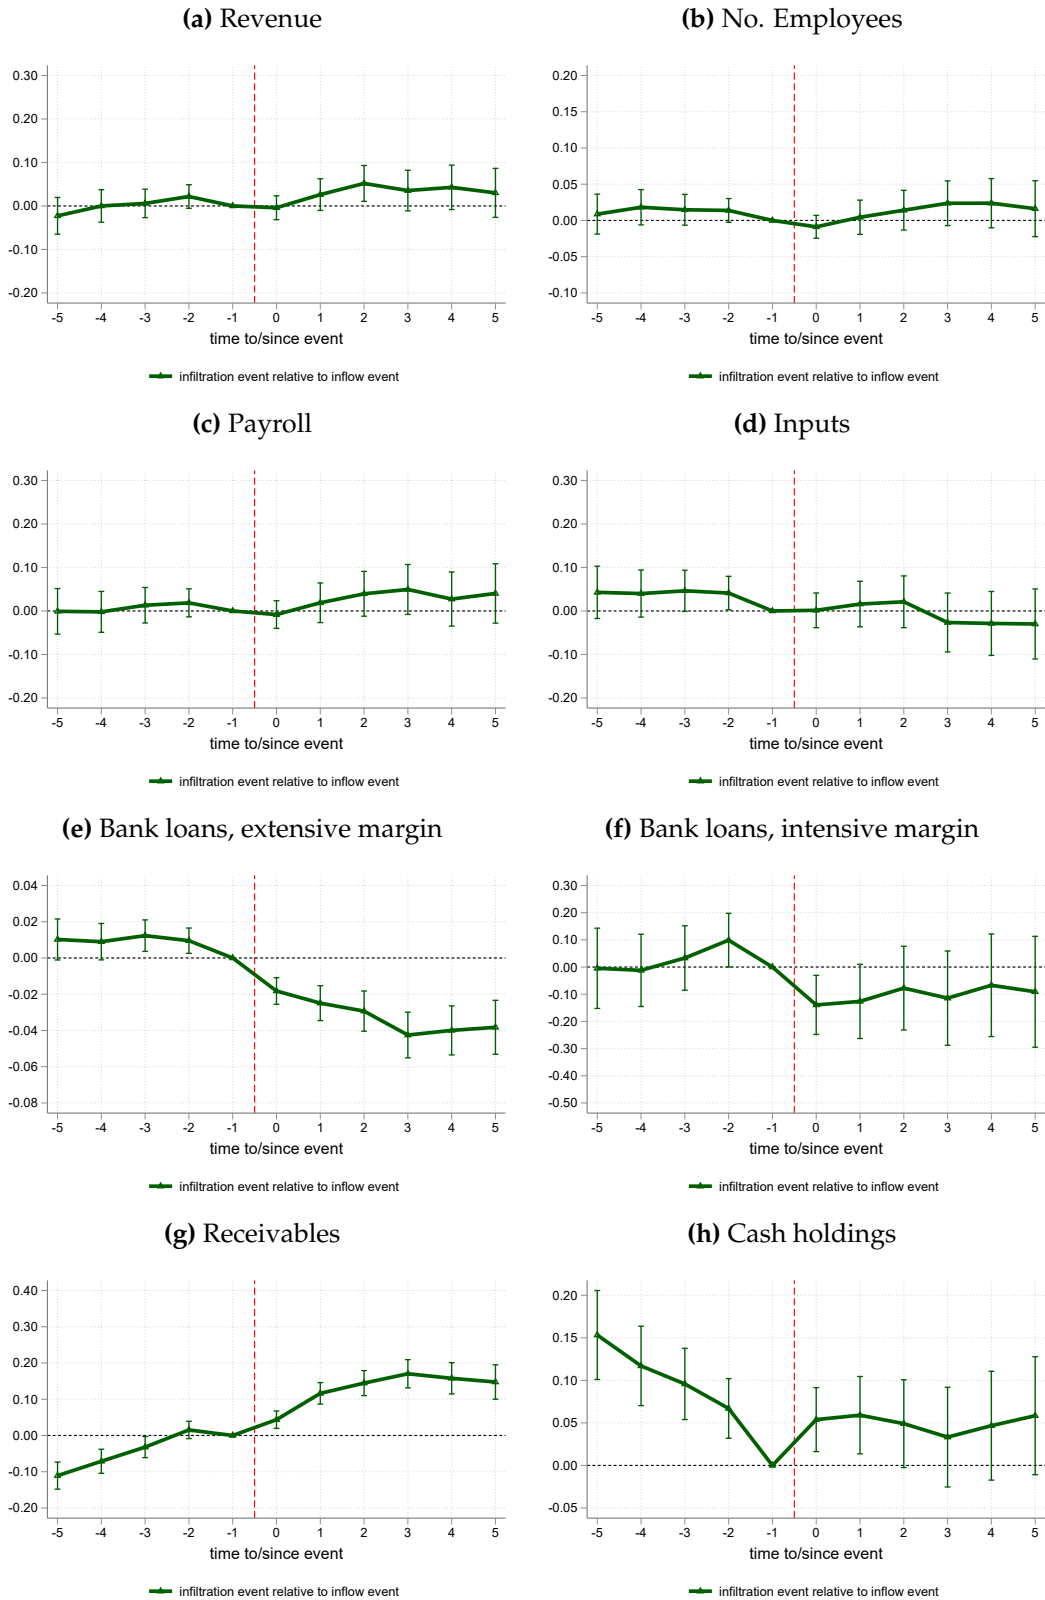 (a) Revenue
0.30
0.20
0.10
0.00
-0.10
-0.20
-5 -4 -3 -2 -1 0 1 2 3 4 5
time to/since event
infiltration event relative to inflow event
(b) No. Employees
0.20
0.15
0.10
0.05
0.00
-0.05
-0.10
-5 -4 -3 -2 -1 0 1 2 3 4 5
time to/since event
infiltration event relative to inflow event
(c) Payroll
0.30
0.20
0.10
0.00
-0.10
-0.20
-5 -4 -3 -2 -1 0 1 2 3 4 5
time to/since event
infiltration event relative to inflow event
(d) Inputs
0.30
0.20
0.10
0.00
-0.10
-0.20
-5 -4 -3 -2 -1 0 1 2 3 4 5
time to/since event
infiltration event relative to inflow event
(e) Bank loans, extensive margin
0.04
0.02
0.00
-0.02
-0.04
-0.06
-0.08
-5 -4 -3 -2 -1 0 1 2 3 4 5
time to/since event
infiltration event relative to inflow event
(f) Bank loans, intensive margin
0.30
0.20
0.10
0.00
-0.10
-0.20
-0.30
-0.40
-0.50
-5 -4 -3 -2 -1 0 1 2 3 4 5
time to/since event
infiltration event relative to inflow event
(g) Receivables
0.40
0.30
0.20
0.10
0.00
-0.10
-0.20
-5 -4 -3 -2 -1 0 1 2 3 4 5
time to/since event
infiltration event relative to inflow event
(h) Cash holdings
0.20
0.15
0.10
0.05
0.00
-0.05
-5 -4 -3 -2 -1 0 1 2 3 4 5
time to/since event
infiltration event relative to inflow event